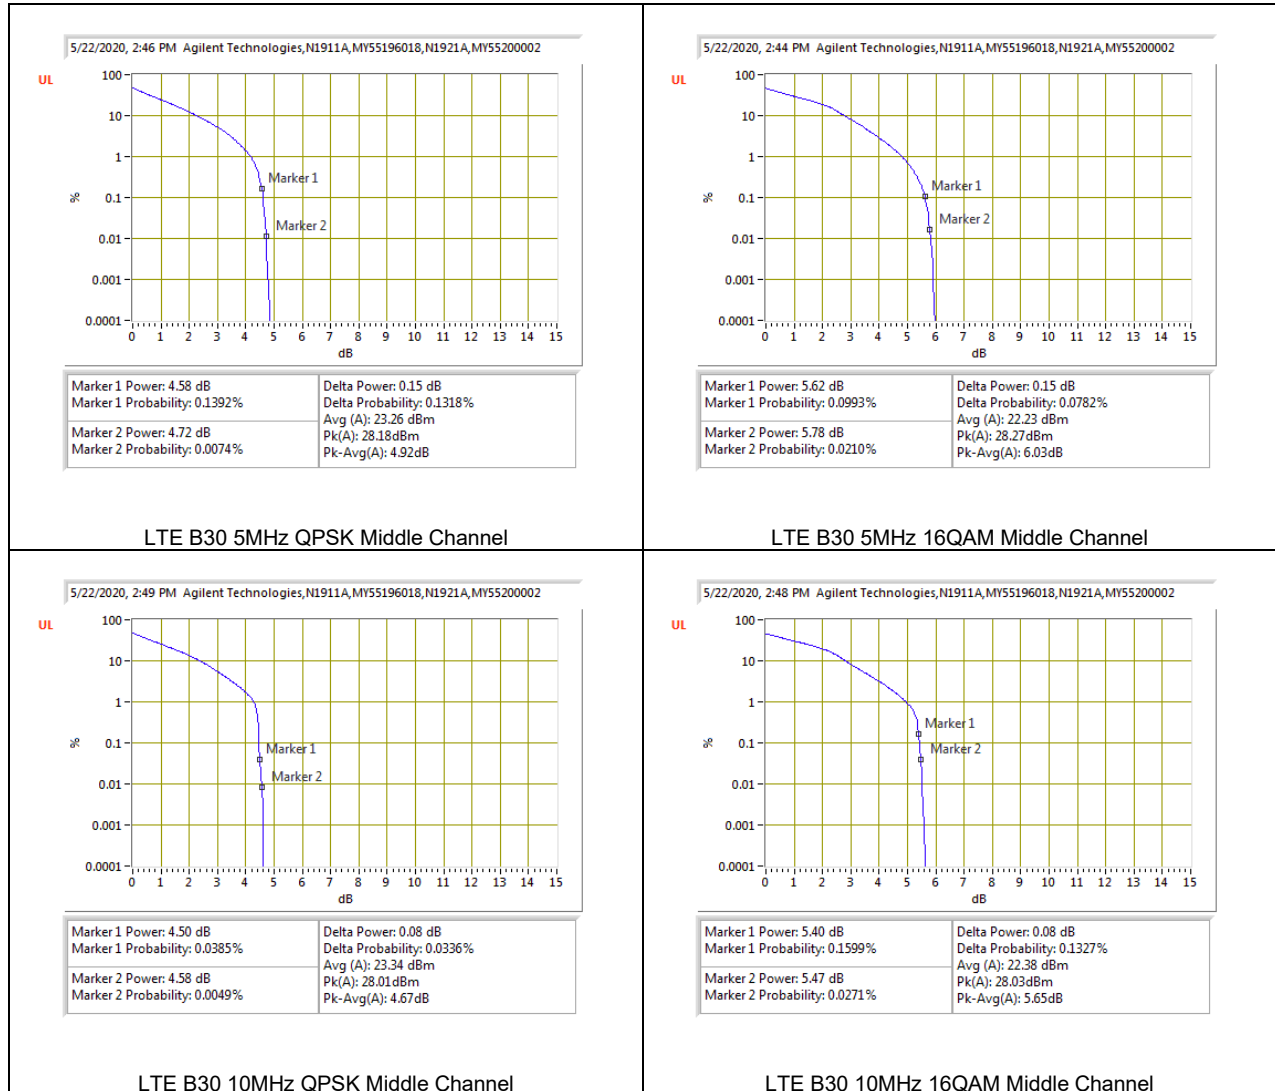 5/22/2020, 2:46 PM  Agilent Technologies,N1911A,MY55196018,N1921A,MY55200002
UL
100
10
1
0.1
0.01
0.001
0.0001
%
Marker 1
Marker 2
0 1 2 3 4 5 6 7 8 9 10 11 12 13 14 15
dB
Marker 1 Power: 4.58 dB
Marker 1 Probability: 0.1392%
Marker 2 Power: 4.72 dB
Marker 2 Probability: 0.0074%
Delta Power: 0.15 dB
Delta Probability: 0.1318%
Avg (A): 23.26 dBm
Pk(A): 28.18dBm
Pk-Avg(A): 4.92dB
LTE B30 5MHz QPSK Middle Channel
5/22/2020, 2:44 PM  Agilent Technologies,N1911A,MY55196018,N1921A,MY55200002
UL
100
10
1
0.1
0.01
0.001
0.0001
%
Marker 1
Marker 2
0 1 2 3 4 5 6 7 8 9 10 11 12 13 14 15
dB
Marker 1 Power: 5.62 dB
Marker 1 Probability: 0.0993%
Marker 2 Power: 5.78 dB
Marker 2 Probability: 0.0210%
Delta Power: 0.15 dB
Delta Probability: 0.0782%
Avg (A): 22.23 dBm
Pk(A): 28.27dBm
Pk-Avg(A): 6.03dB
LTE B30 5MHz 16QAM Middle Channel
5/22/2020, 2:49 PM  Agilent Technologies,N1911A,MY55196018,N1921A,MY55200002
UL
100
10
1
0.1
0.01
0.001
0.0001
%
Marker 1
Marker 2
0 1 2 3 4 5 6 7 8 9 10 11 12 13 14 15
dB
Marker 1 Power: 4.50 dB
Marker 1 Probability: 0.0385%
Marker 2 Power: 4.58 dB
Marker 2 Probability: 0.0049%
Delta Power: 0.08 dB
Delta Probability: 0.0336%
Avg (A): 23.34 dBm
Pk(A): 28.01dBm
Pk-Avg(A): 4.67dB
LTE B30 10MHz QPSK Middle Channel
5/22/2020, 2:48 PM  Agilent Technologies,N1911A,MY55196018,N1921A,MY55200002
UL
100
10
1
0.1
0.01
0.001
0.0001
%
Marker 1
Marker 2
0 1 2 3 4 5 6 7 8 9 10 11 12 13 14 15
dB
Marker 1 Power: 5.40 dB
Marker 1 Probability: 0.1599%
Marker 2 Power: 5.47 dB
Marker 2 Probability: 0.0271%
Delta Power: 0.08 dB
Delta Probability: 0.1327%
Avg (A): 22.38 dBm
Pk(A): 28.03dBm
Pk-Avg(A): 5.65dB
LTE B30 10MHz 16QAM Middle Channel